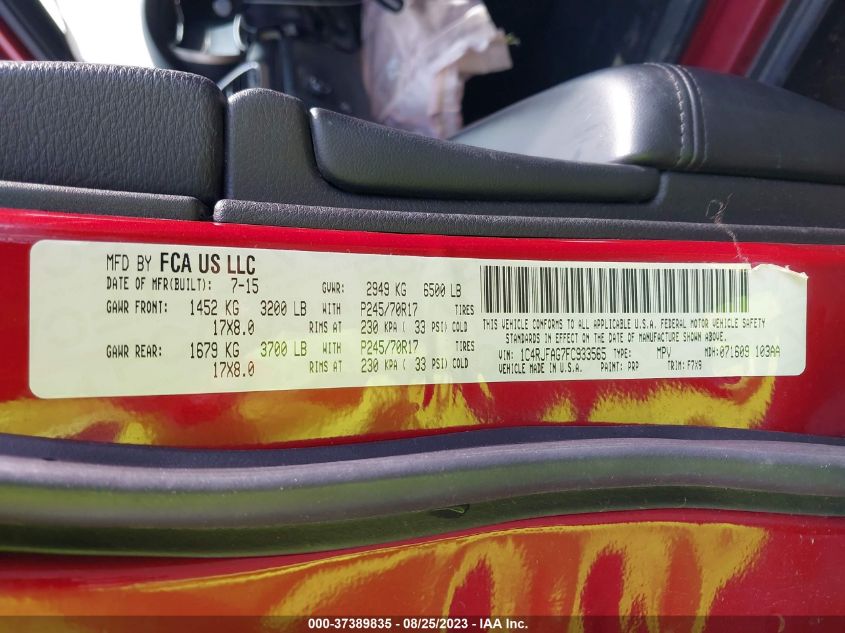 MFD BY FCA US LLC
DATE OF MFR(BUILT): 7-15 GVWR: 2949 KG 6500 LB
GAWR FRONT: 1452 KG 3200 LB WITH P245/70R17 TIRES
17X8.0 RIMS AT 230 KPA ( 33 PSI) COLD
GAWR REAR: 1679 KG 3700 LB WITH P245/70R17 TIRES
17X8.0 RIMS AT 230 KPA ( 33 PSI) COLD
THIS VEHICLE CONFORMS TO ALL APPLICABLE U.S.A. FEDERAL MOTOR VEHICLE SAFETY
STANDARDS IN EFFECT ON THE DATE OF MANUFACTURE SHOWN ABOVE.
VIN: 1C4RJFAG7FC933565 TYPE: MPV MDH: 071609 103AA
VEHICLE MADE IN U.S.A. PAINT: PRP TRIM: F7X9
000-37389835 - 08/25/2023 - IAA Inc.